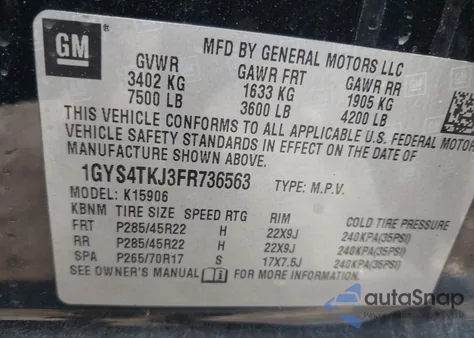 GM
MFD BY GENERAL MOTORS LLC
GVWR GAWR FRT GAWR RR
3402 KG 1633 KG 1905 KG
7500 LB 3600 LB 4200 LB
THIS VEHICLE CONFORMS TO ALL APPLICABLE U.S. FEDERAL MOTOR
VEHICLE SAFETY STANDARDS IN EFFECT ON THE DATE OF
MANUFACTURE SHOWN ABOVE.
1GYS4TKJ3FR736563 TYPE: M.P.V.
MODEL: K15906
KBNM TIRE SIZE SPEED RTG RIM COLD TIRE PRESSURE
FRT P285/45R22 H 22X9J 240KPA(35PSI)
RR P285/45R22 H 22X9J 240KPA(35PSI)
SPA P265/70R17 S 17X7.5J 240KPA(35PSI)
SEE OWNER'S MANUAL FOR MORE INFORMATION.
autoSnap